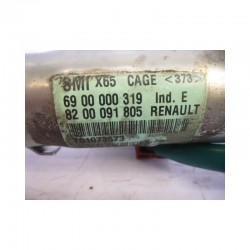 SMI X65 CAGE <373>
69 00 000 319 Ind. E
82 00 091 805 RENAULT